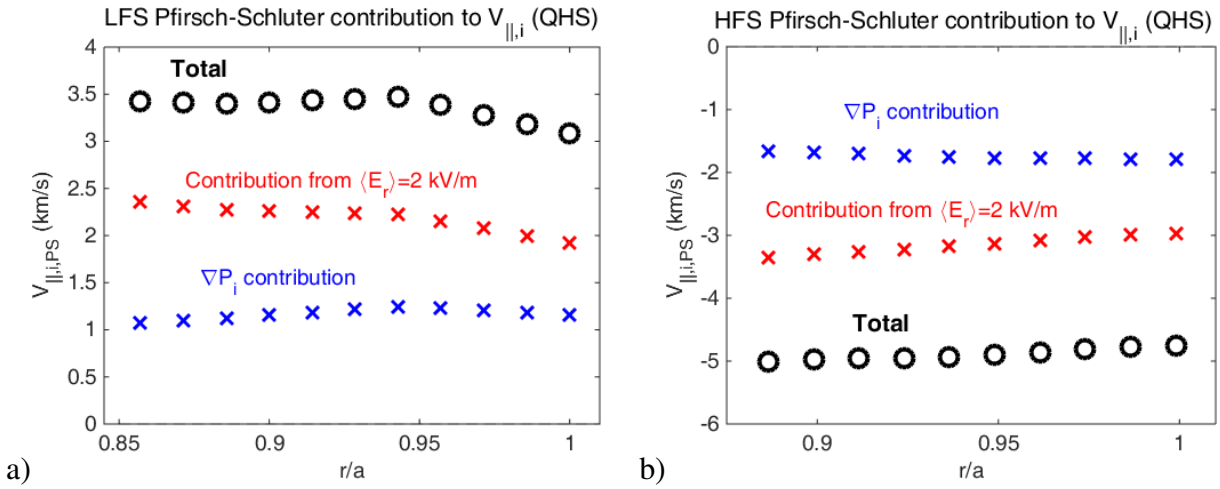 LFS Pfirsch-Schluter contribution to V||,i (QHS)
Total
Contribution from ⟨Er⟩=2 kV/m
∇Pi contribution
V||,i,PS (km/s)
4
3.5
3
2.5
2
1.5
1
0.5
0
0.85
0.9
0.95
1
r/a
a)
HFS Pfirsch-Schluter contribution to V||,i (QHS)
∇Pi contribution
Contribution from ⟨Er⟩=2 kV/m
Total
V||,i,PS (km/s)
0
-1
-2
-3
-4
-5
-6
0.9
0.95
1
r/a
b)